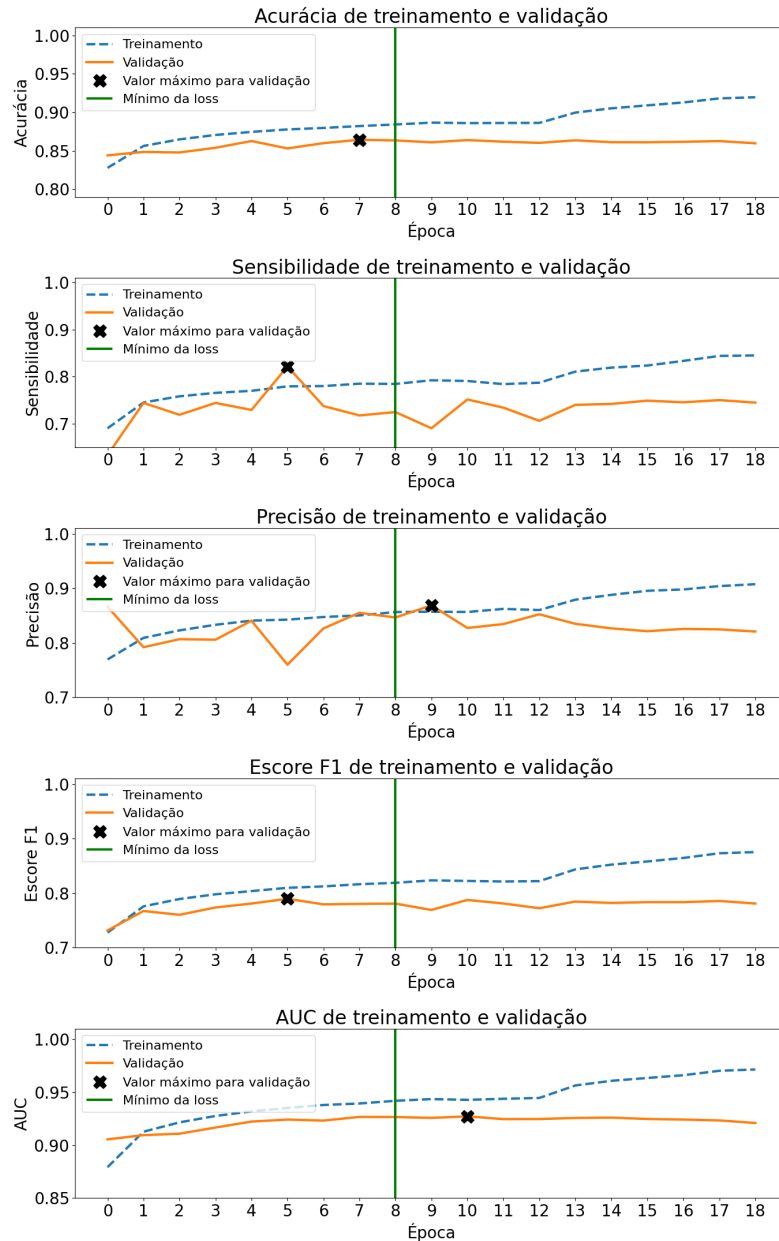 Acurácia de treinamento e validação
1.00
0.95
0.90
0.85
0.80
Acurácia
Treinamento
Validação
Valor máximo para validação
Mínimo da loss
0 1 2 3 4 5 6 7 8 9 10 11 12 13 14 15 16 17 18
Época
Sensibilidade de treinamento e validação
1.0
0.9
0.8
0.7
Sensibilidade
Treinamento
Validação
Valor máximo para validação
Mínimo da loss
0 1 2 3 4 5 6 7 8 9 10 11 12 13 14 15 16 17 18
Época
Precisão de treinamento e validação
1.0
0.9
0.8
0.7
Precisão
Treinamento
Validação
Valor máximo para validação
Mínimo da loss
0 1 2 3 4 5 6 7 8 9 10 11 12 13 14 15 16 17 18
Época
Escore F1 de treinamento e validação
1.0
0.9
0.8
0.7
Escore F1
Treinamento
Validação
Valor máximo para validação
Mínimo da loss
0 1 2 3 4 5 6 7 8 9 10 11 12 13 14 15 16 17 18
Época
AUC de treinamento e validação
1.00
0.95
0.90
0.85
AUC
Treinamento
Validação
Valor máximo para validação
Mínimo da loss
0 1 2 3 4 5 6 7 8 9 10 11 12 13 14 15 16 17 18
Época